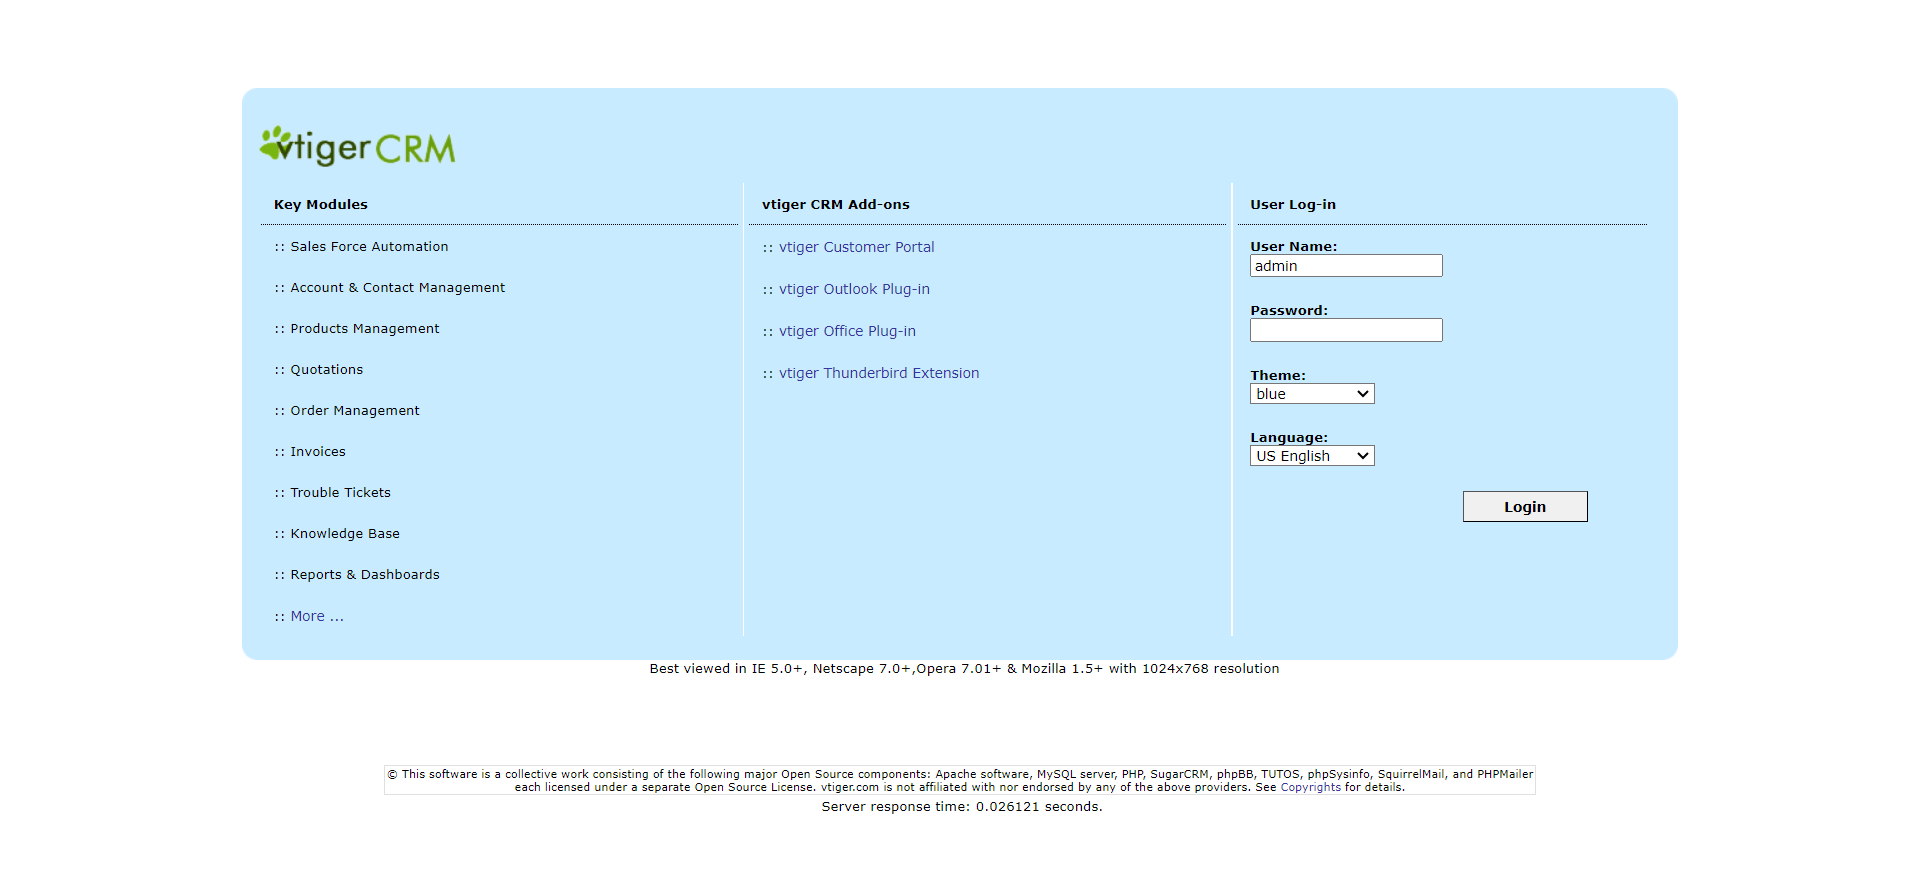 vtiger CRM
Key Modules
:: Sales Force Automation
:: Account & Contact Management
:: Products Management
:: Quotations
:: Order Management
:: Invoices
:: Trouble Tickets
:: Knowledge Base
:: Reports & Dashboards
:: More ...
vtiger CRM Add-ons
:: vtiger Customer Portal
:: vtiger Outlook Plug-in
:: vtiger Office Plug-in
:: vtiger Thunderbird Extension
User Log-in
User Name:
admin
Password:
Theme:
blue
Language:
US English
Login
Best viewed in IE 5.0+, Netscape 7.0+,Opera 7.01+ & Mozilla 1.5+ with 1024x768 resolution
© This software is a collective work consisting of the following major Open Source components: Apache software, MySQL server, PHP, SugarCRM, phpBB, TUTOS, phpSysinfo, SquirrelMail, and PHPMailer
each licensed under a separate Open Source License. vtiger.com is not affiliated with nor endorsed by any of the above providers. See Copyrights for details.
Server response time: 0.026121 seconds.